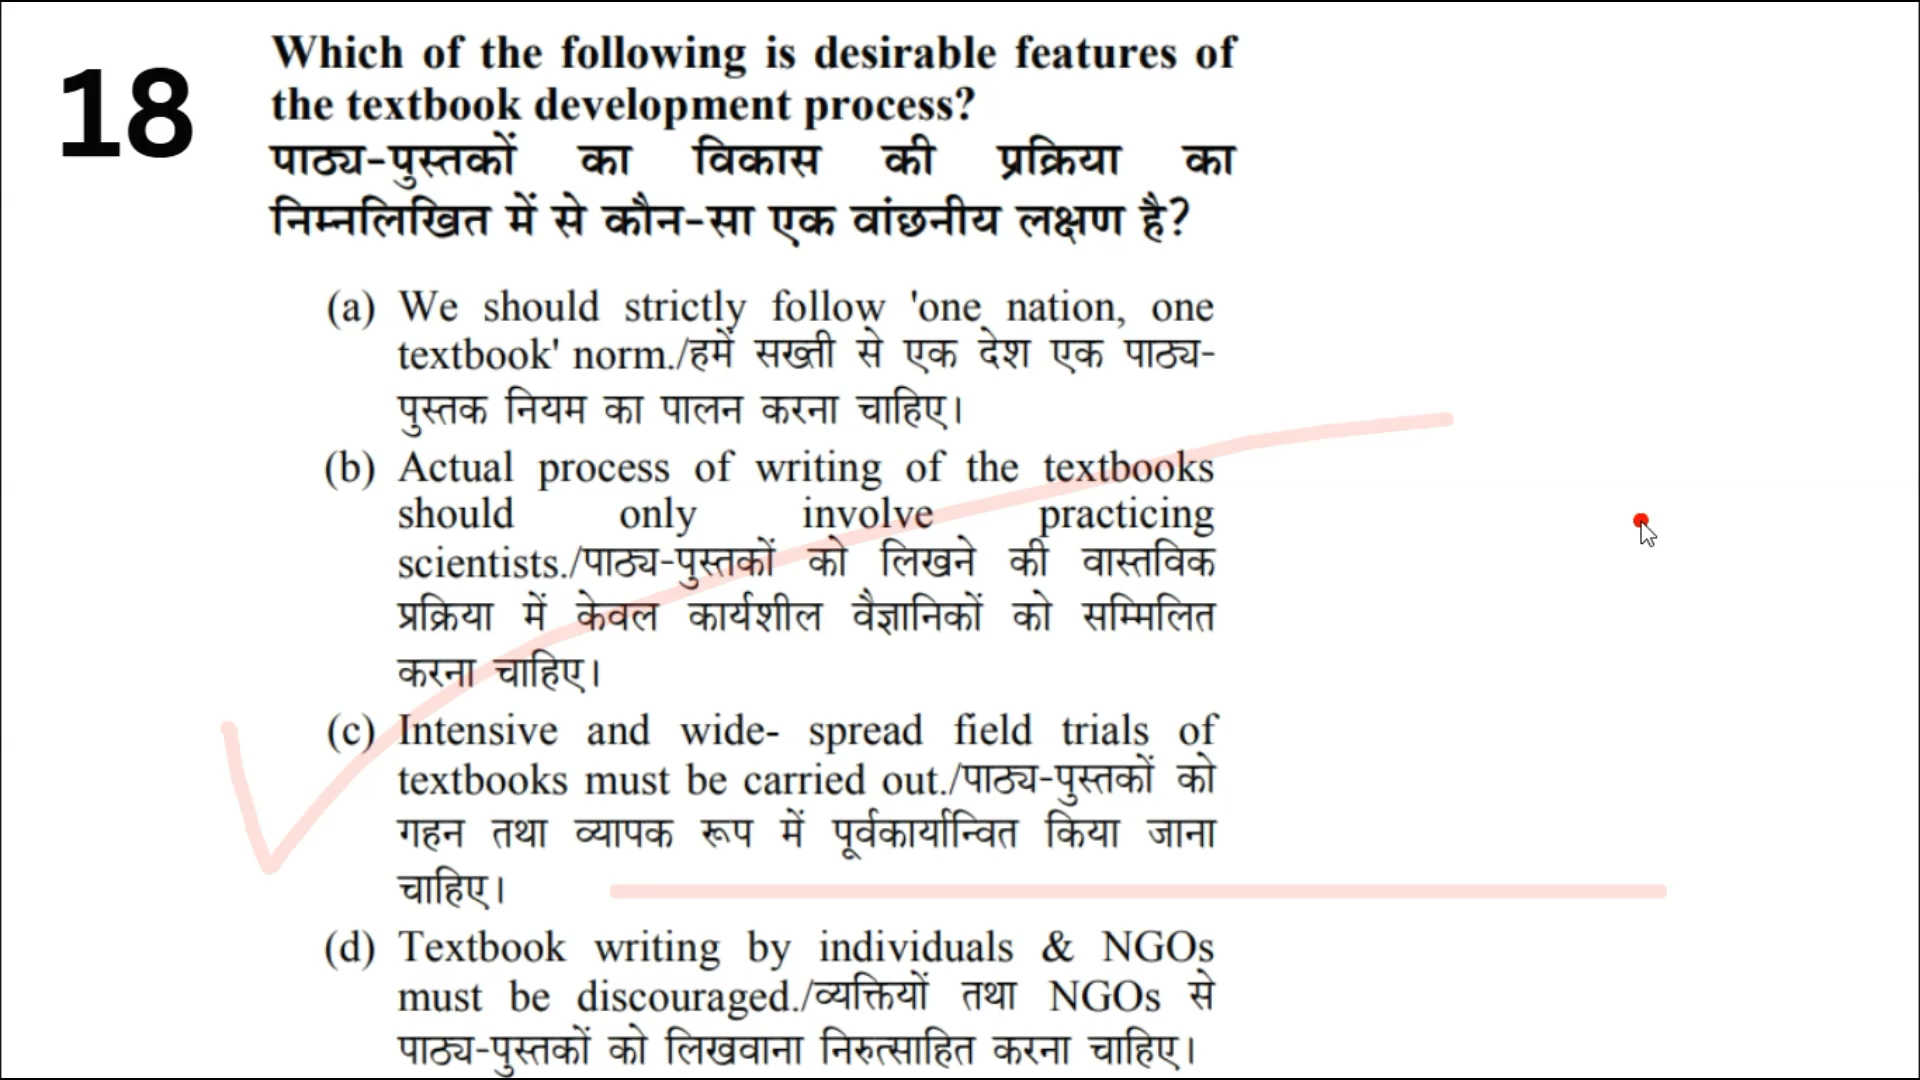 18
Which of the following is desirable features of
the textbook development process?
पाठ्य-पुस्तकों का विकास की प्रक्रिया का
निम्नलिखित में से कौन-सा एक वांछनीय लक्षण है?
(a) We should strictly follow 'one nation, one
textbook' norm./हमें सख्ती से एक देश एक पाठ्य-
पुस्तक नियम का पालन करना चाहिए।
(b) Actual process of writing of the textbooks
should only involve practicing
scientists./पाठ्य-पुस्तकों को लिखने की वास्तविक
प्रक्रिया में केवल कार्यशील वैज्ञानिकों को सम्मिलित
करना चाहिए।
(c) Intensive and wide- spread field trials of
textbooks must be carried out./पाठ्य-पुस्तकों को
गहन तथा व्यापक रूप में पूर्वकार्यान्वित किया जाना
चाहिए।
(d) Textbook writing by individuals & NGOs
must be discouraged./व्यक्तियों तथा NGOs से
पाठ्य-पुस्तकों को लिखवाना निरुत्साहित करना चाहिए।